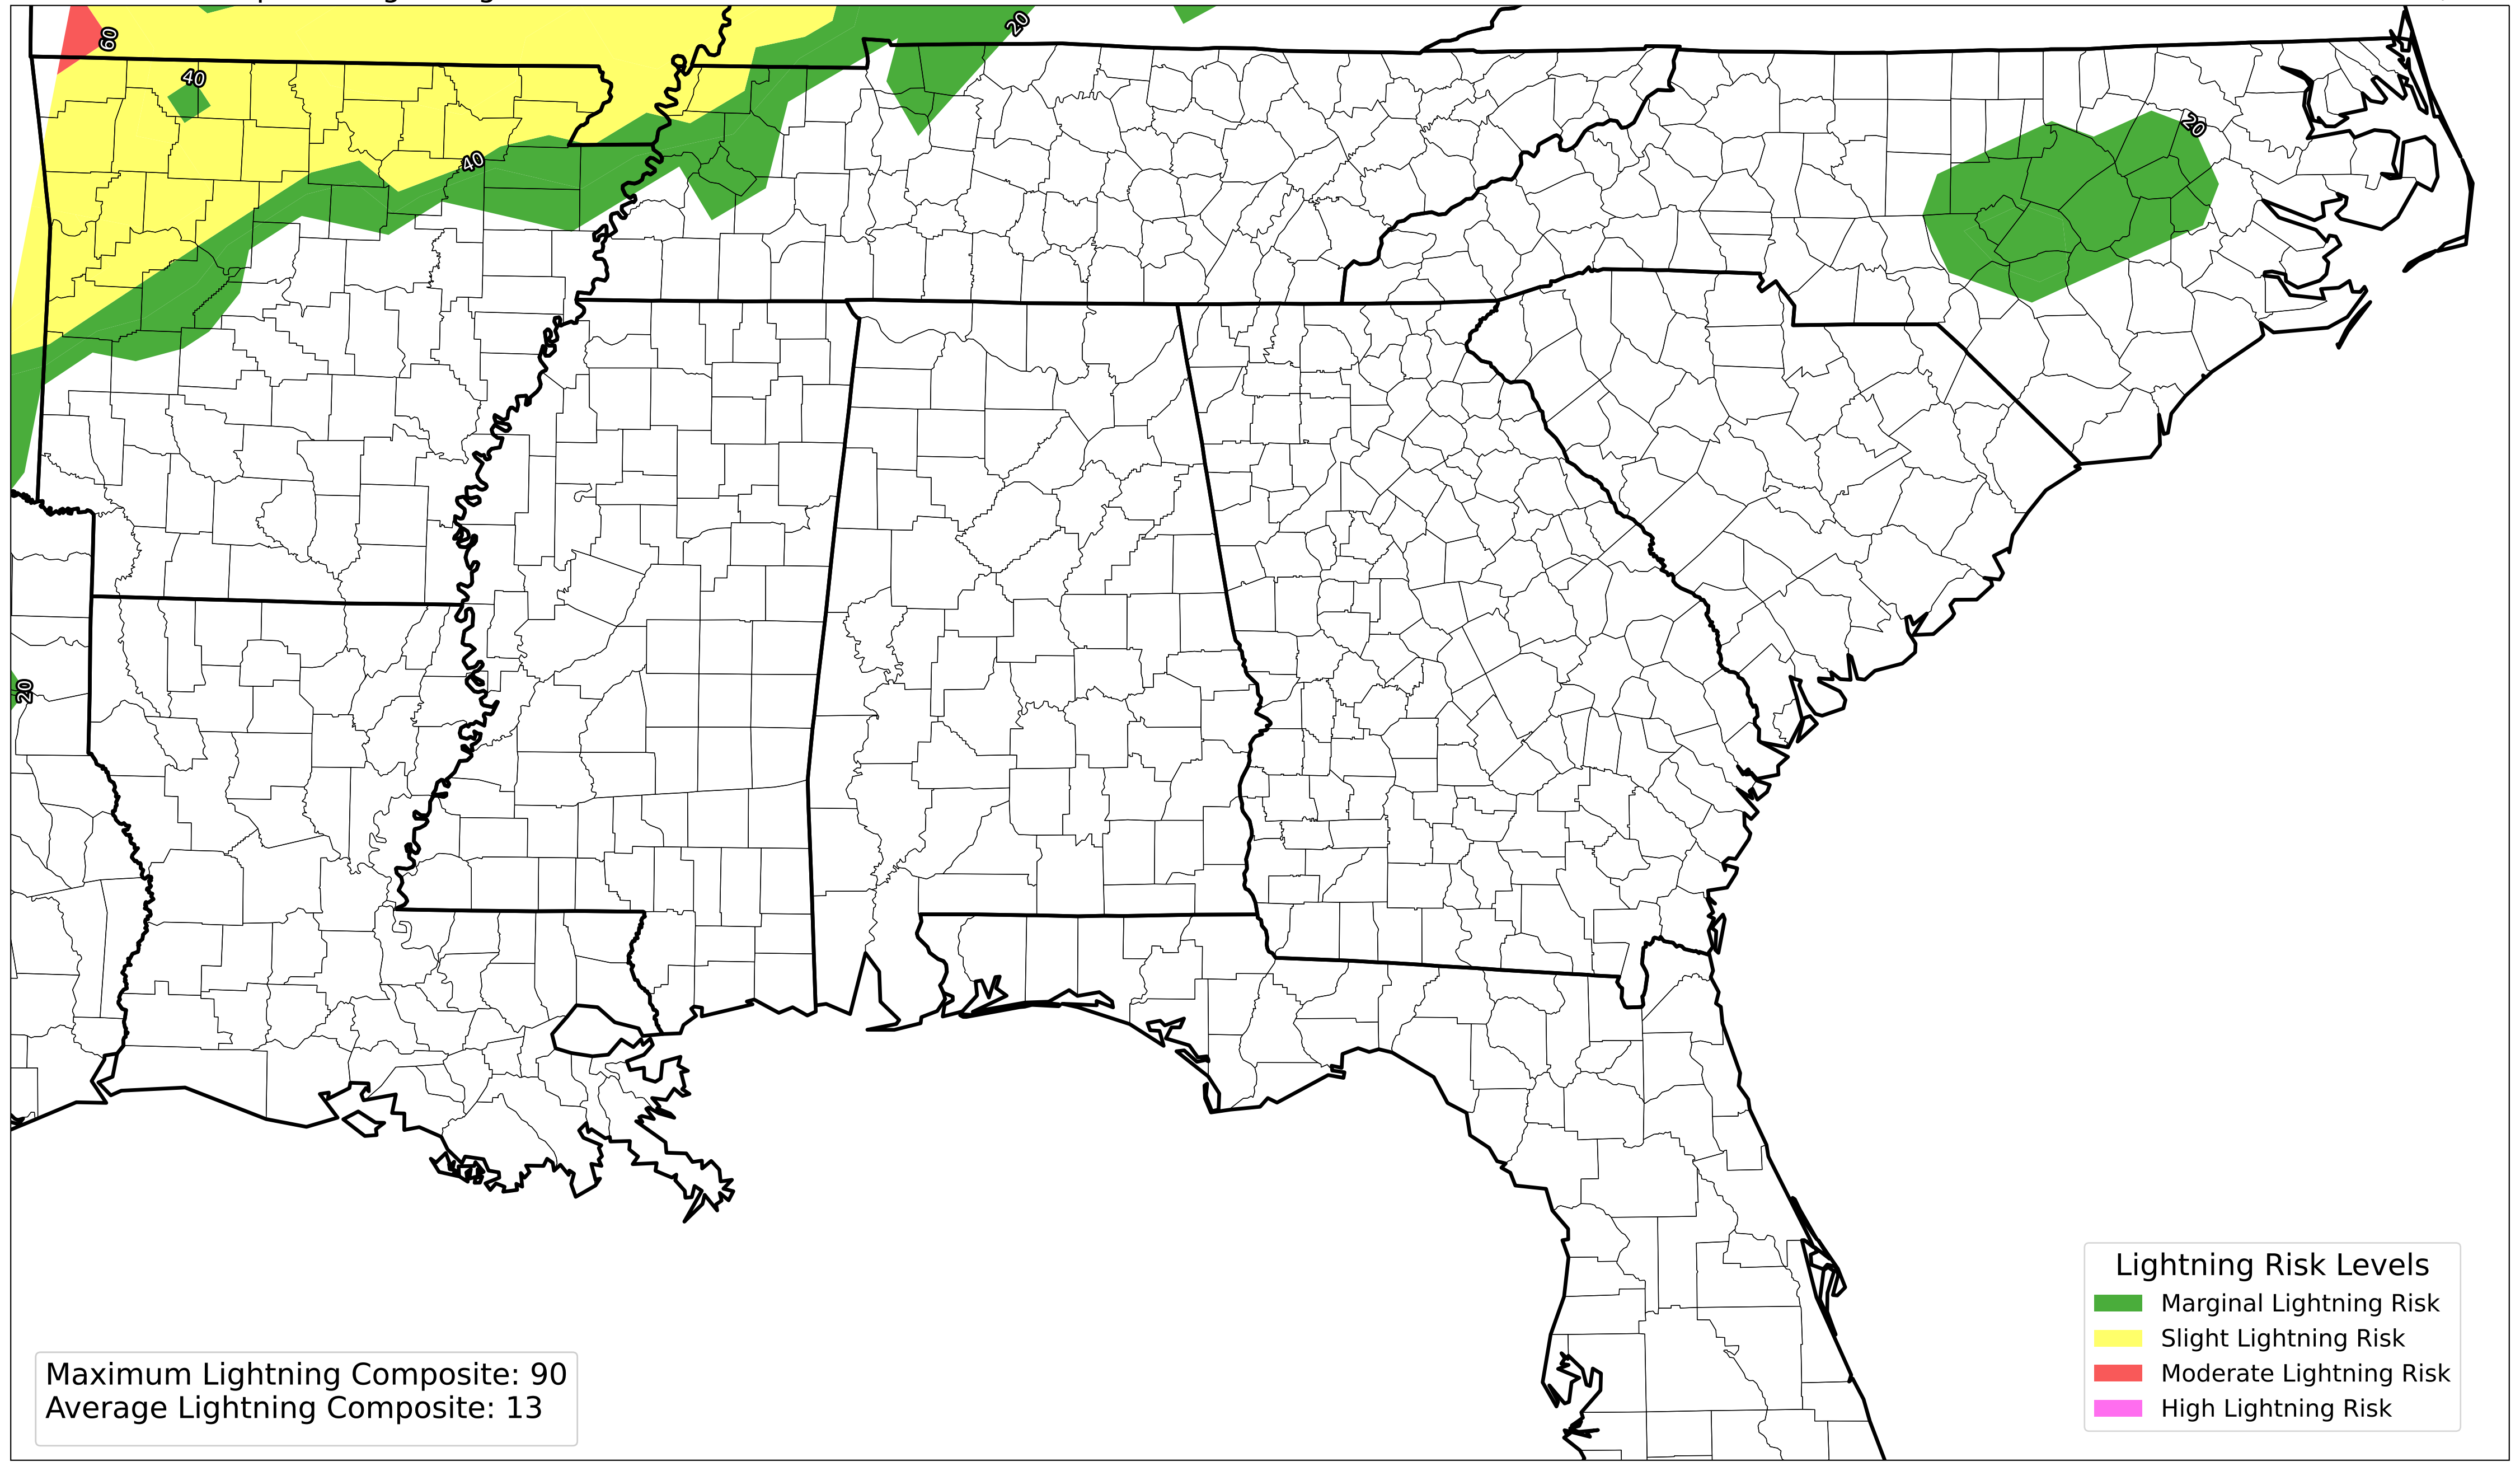 60
20
40
40
20
20
Lightning Risk Levels
Marginal Lightning Risk
Slight Lightning Risk
Moderate Lightning Risk
High Lightning Risk
Maximum Lightning Composite: 90
Average Lightning Composite: 13